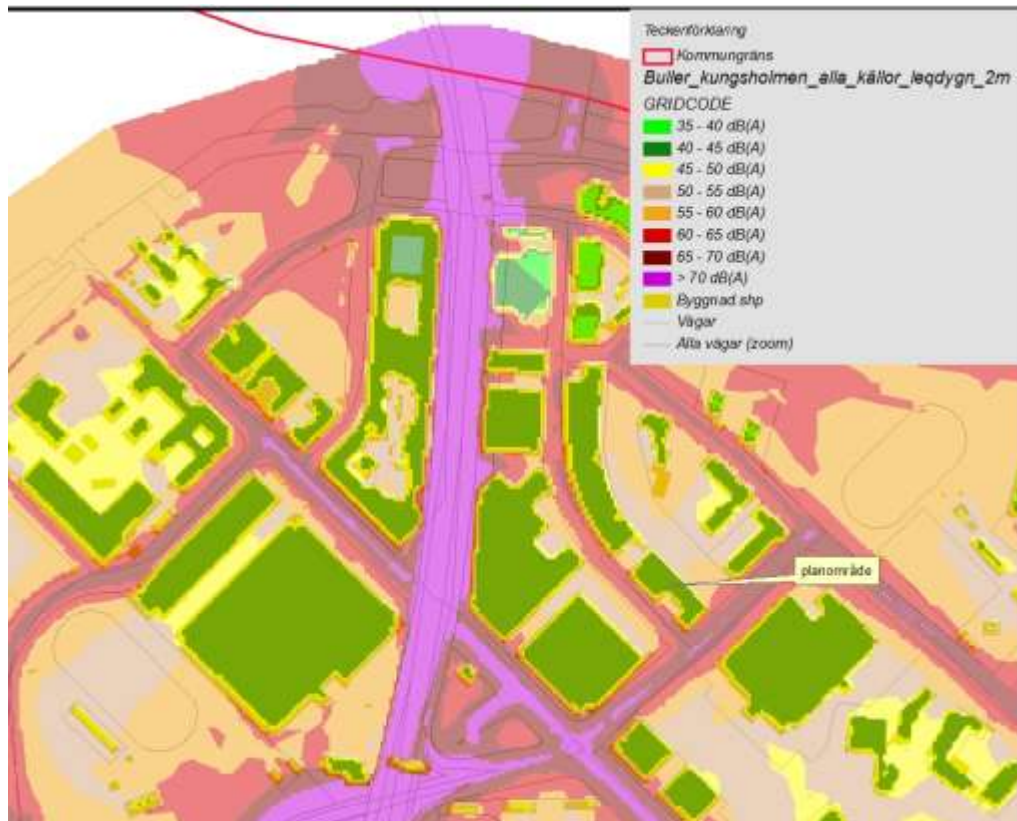 Teckenförklaring
Kommungräns
Buller_kungsholmen_alla_källor_leqdygn_2m
GRIDCODE
35 - 40 dB(A)
40 - 45 dB(A)
45 - 50 dB(A)
50 - 55 dB(A)
55 - 60 dB(A)
60 - 65 dB(A)
65 - 70 dB(A)
> 70 dB(A)
Byggnad.shp
Vägar
Alla vägar (zoom)
planområde